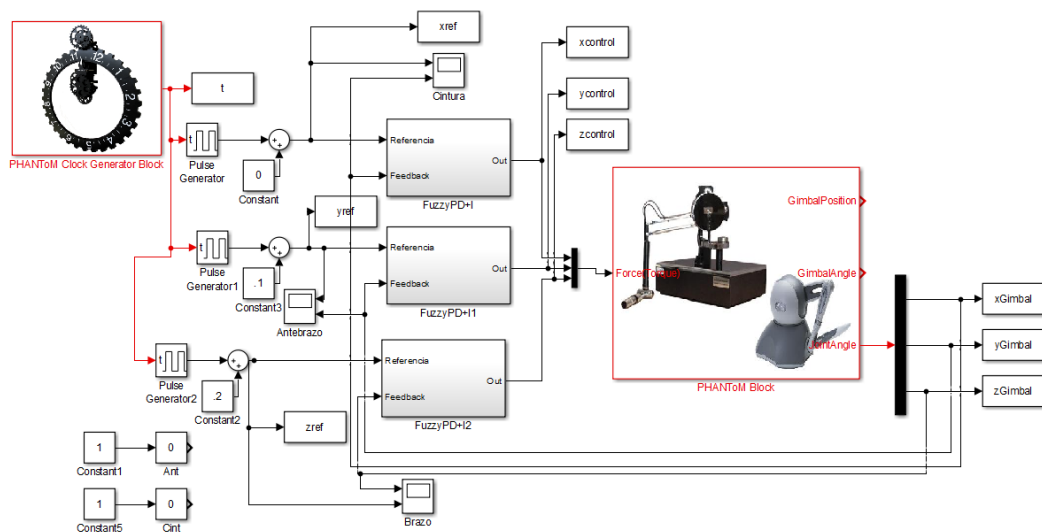 xref
t
Cintura
PHANToM Clock Generator Block
t
Pulse
Generator
++
0
Constant
Referencia
Feedback
Out
FuzzyPD+I
xcontrol
ycontrol
zcontrol
yref
t
Pulse
Generator1
++
.1
Constant3
Antebrazo
Referencia
Feedback
Out
FuzzyPD+I1
Force(Torque)
GimbalPosition
GimbalAngle
JointAngle
PHANToM Block
xGimbal
yGimbal
zGimbal
t
Pulse
Generator2
++
.2
Constant2
Referencia
Feedback
Out
FuzzyPD+I2
zref
1
Constant1
0
Ant
1
Constant5
0
Cint
Brazo